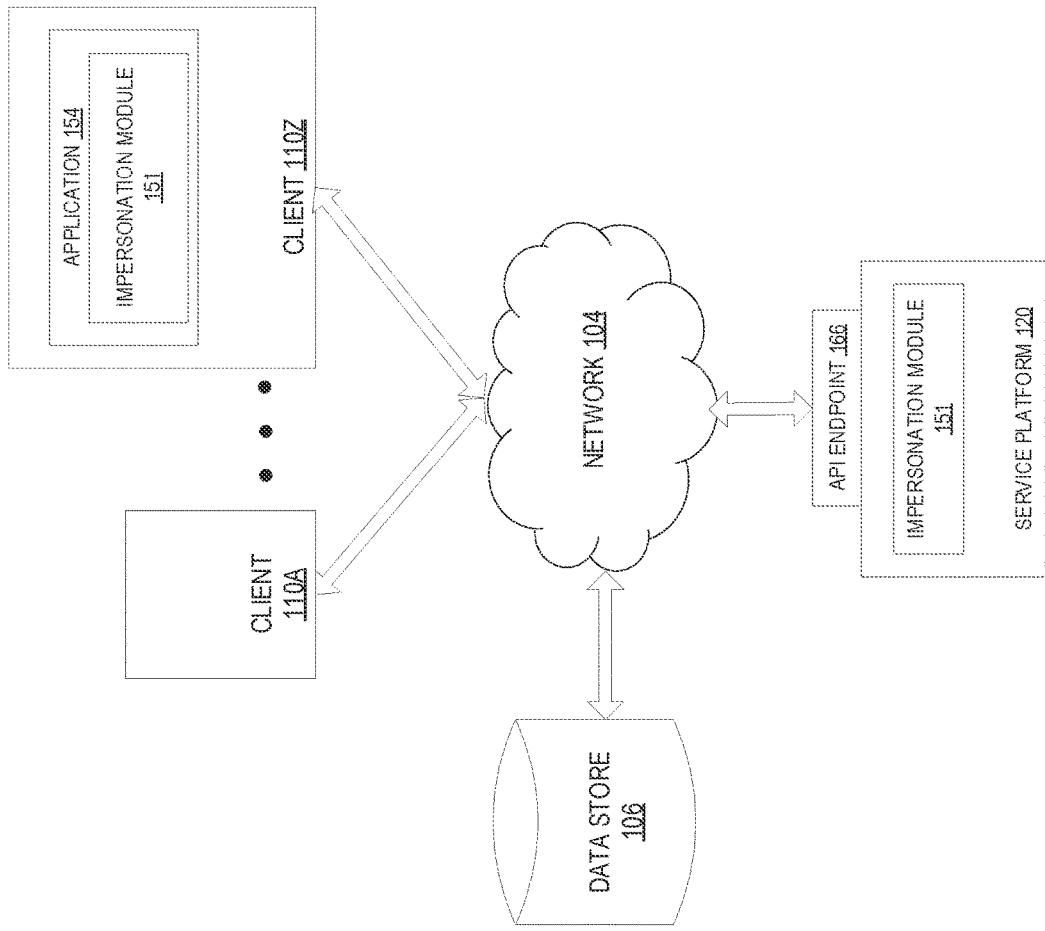 CLIENT
110A
APPLICATION 154
IMPERSONATION MODULE
151
CLIENT 110Z
NETWORK 104
DATA STORE
106
API ENDPOINT 166
IMPERSONATION MODULE
151
SERVICE PLATFORM 120